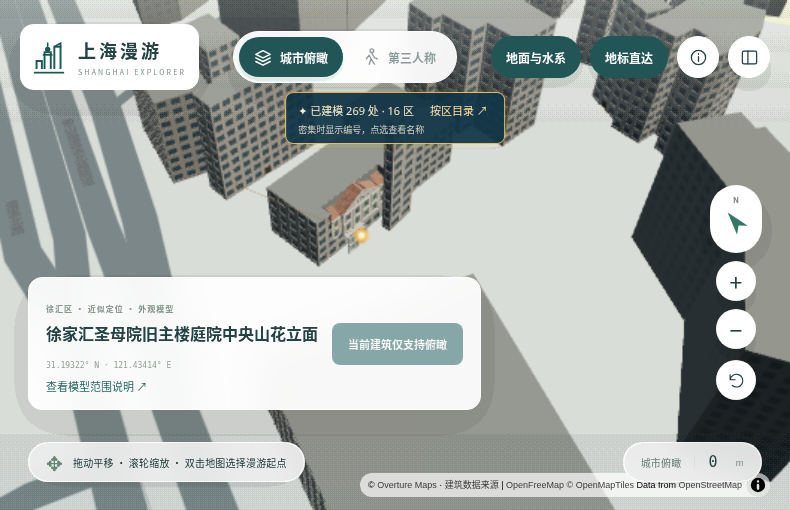 上海漫游
SHANGHAI EXPLORER
城市俯瞰
第三人称
地面与水系
地标直达
✦ 已建模 269 处 · 16 区 按区目录 ↗
密集时显示编号，点选查看名称
N
徐汇区 · 近似定位 · 外观模型
徐家汇圣母院旧主楼庭院中央山花立面
当前建筑仅支持俯瞰
31.19322° N · 121.43414° E
查看模型范围说明 ↗
拖动平移 · 滚轮缩放 · 双击地图选择漫游起点
城市俯瞰 0 m
© Overture Maps · 建筑数据来源 | OpenFreeMap © OpenMapTiles Data from OpenStreetMap